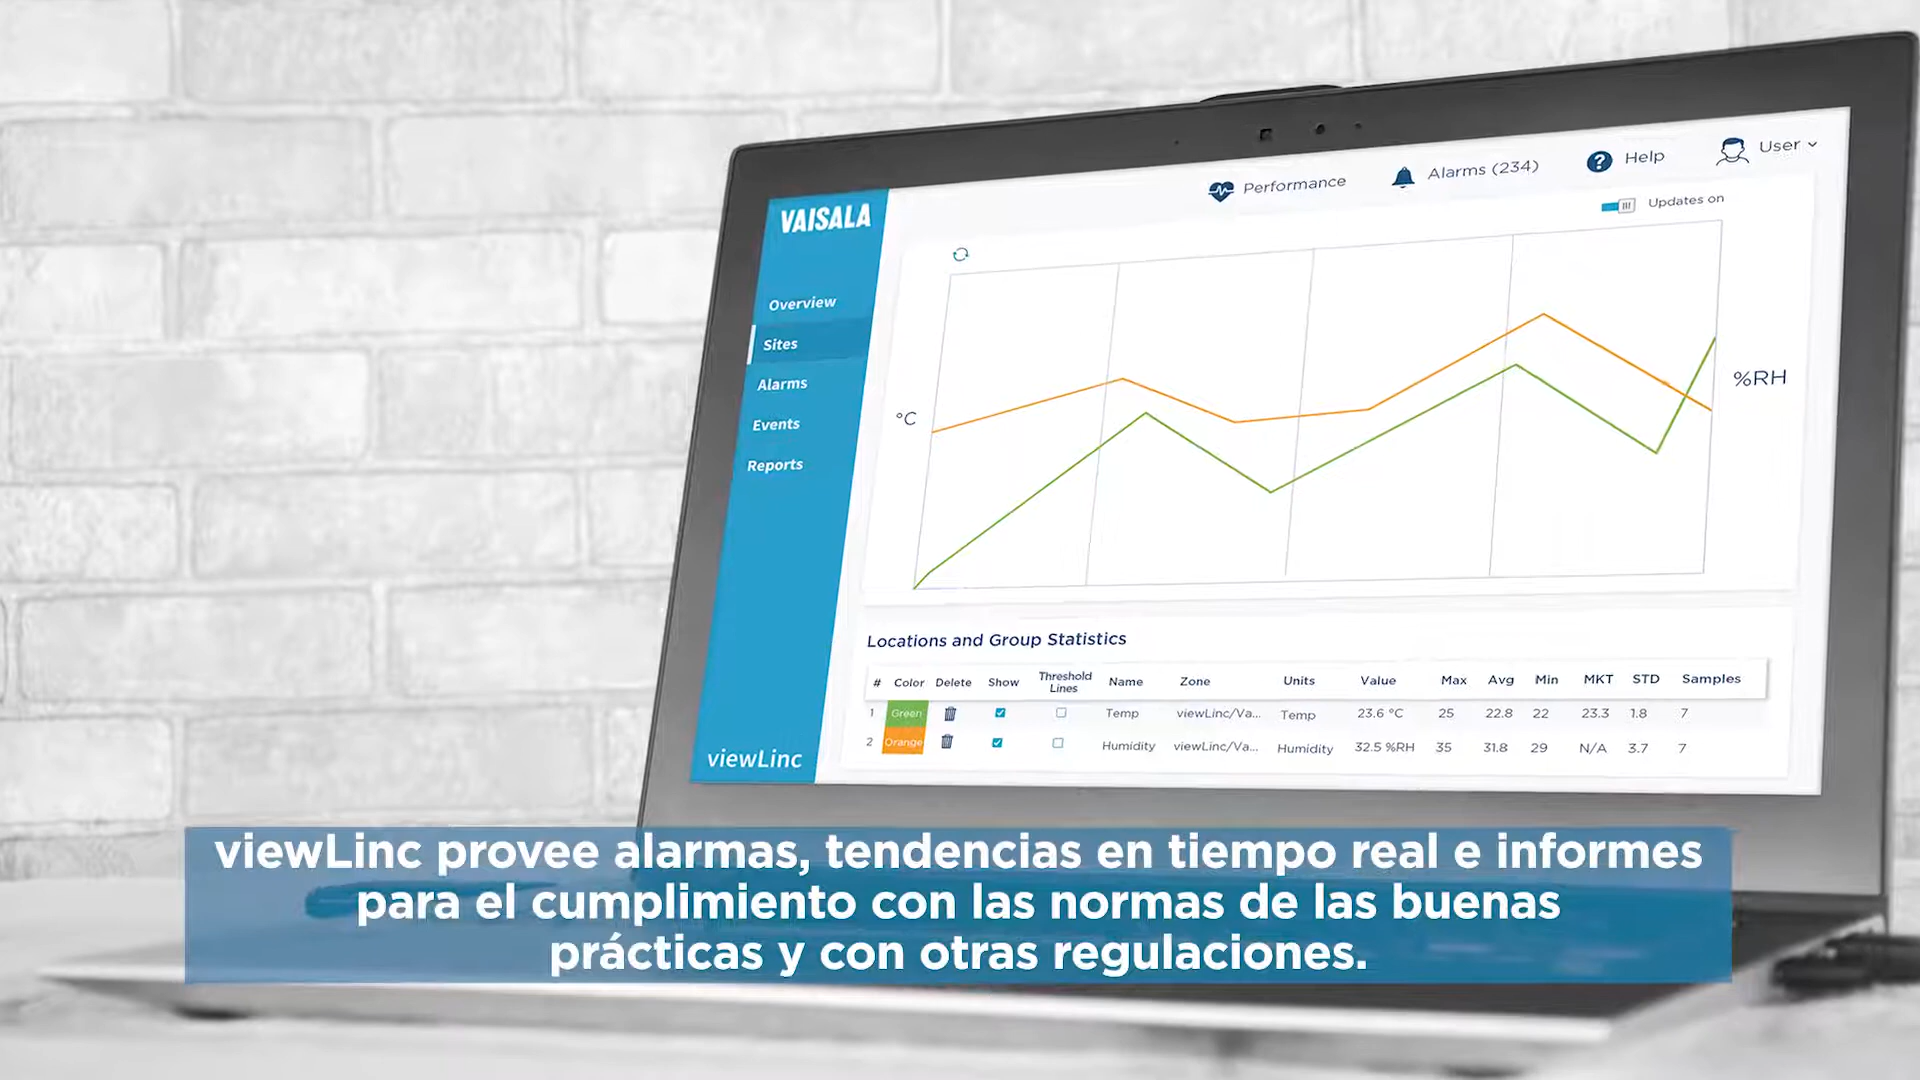 Performance
Alarms (234)
Help
User
VAISALA
Updates on
Overview
Sites
Alarms
Events
Reports
°C
%RH
Locations and Group Statistics
# Color Delete Show Threshold Lines Name Zone Units Value Max Avg Min MKT STD Samples
1 Green Temp viewLinc/Va... Temp 23.6 °C 25 22.8 22 23.3 1.8 7
2 Orange Humidity viewLinc/Va... Humidity 32.5 %RH 35 31.8 29 N/A 3.7 7
viewLinc
viewLinc provee alarmas, tendencias en tiempo real e informes
para el cumplimiento con las normas de las buenas
prácticas y con otras regulaciones.